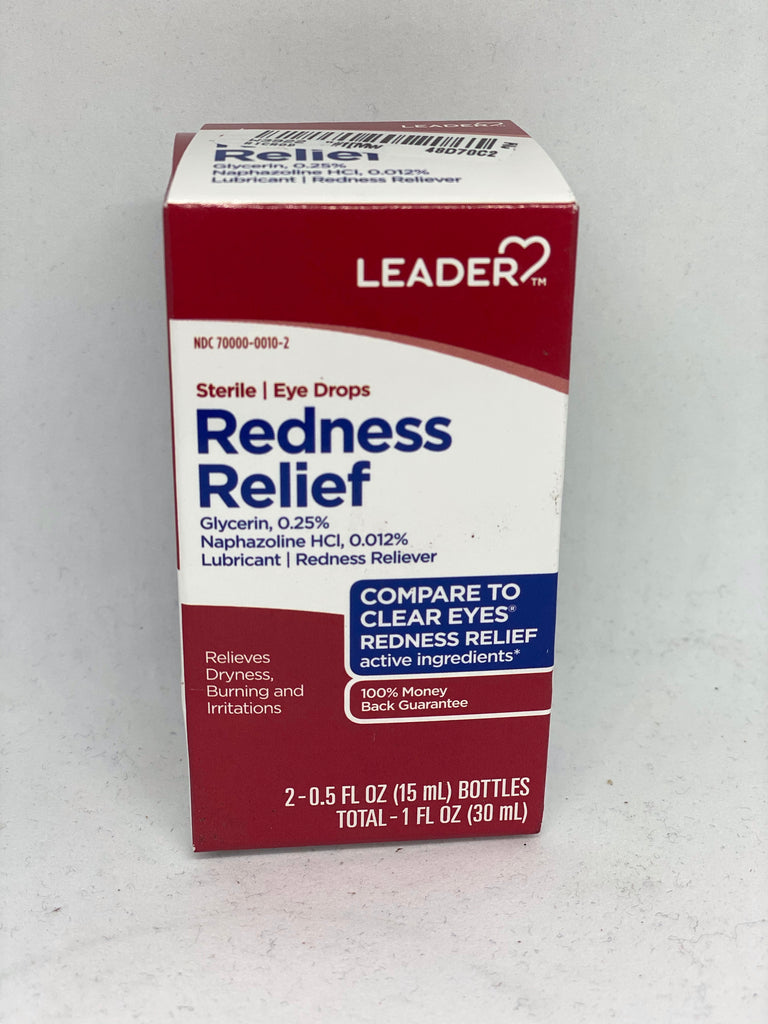 LEADER
48D70C2
Relief
Glycerin, 0.25%
Naphazoline HCl, 0.012%
Lubricant | Redness Reliever
LEADER™
NDC 70000-0010-2
Sterile | Eye Drops
Redness
Relief
Glycerin, 0.25%
Naphazoline HCl, 0.012%
Lubricant | Redness Reliever
COMPARE TO
CLEAR EYES®
REDNESS RELIEF
active ingredients*
Relieves
Dryness,
Burning and
Irritations
100% Money
Back Guarantee
2-0.5 FL OZ (15 mL) BOTTLES
TOTAL-1 FL OZ (30 mL)